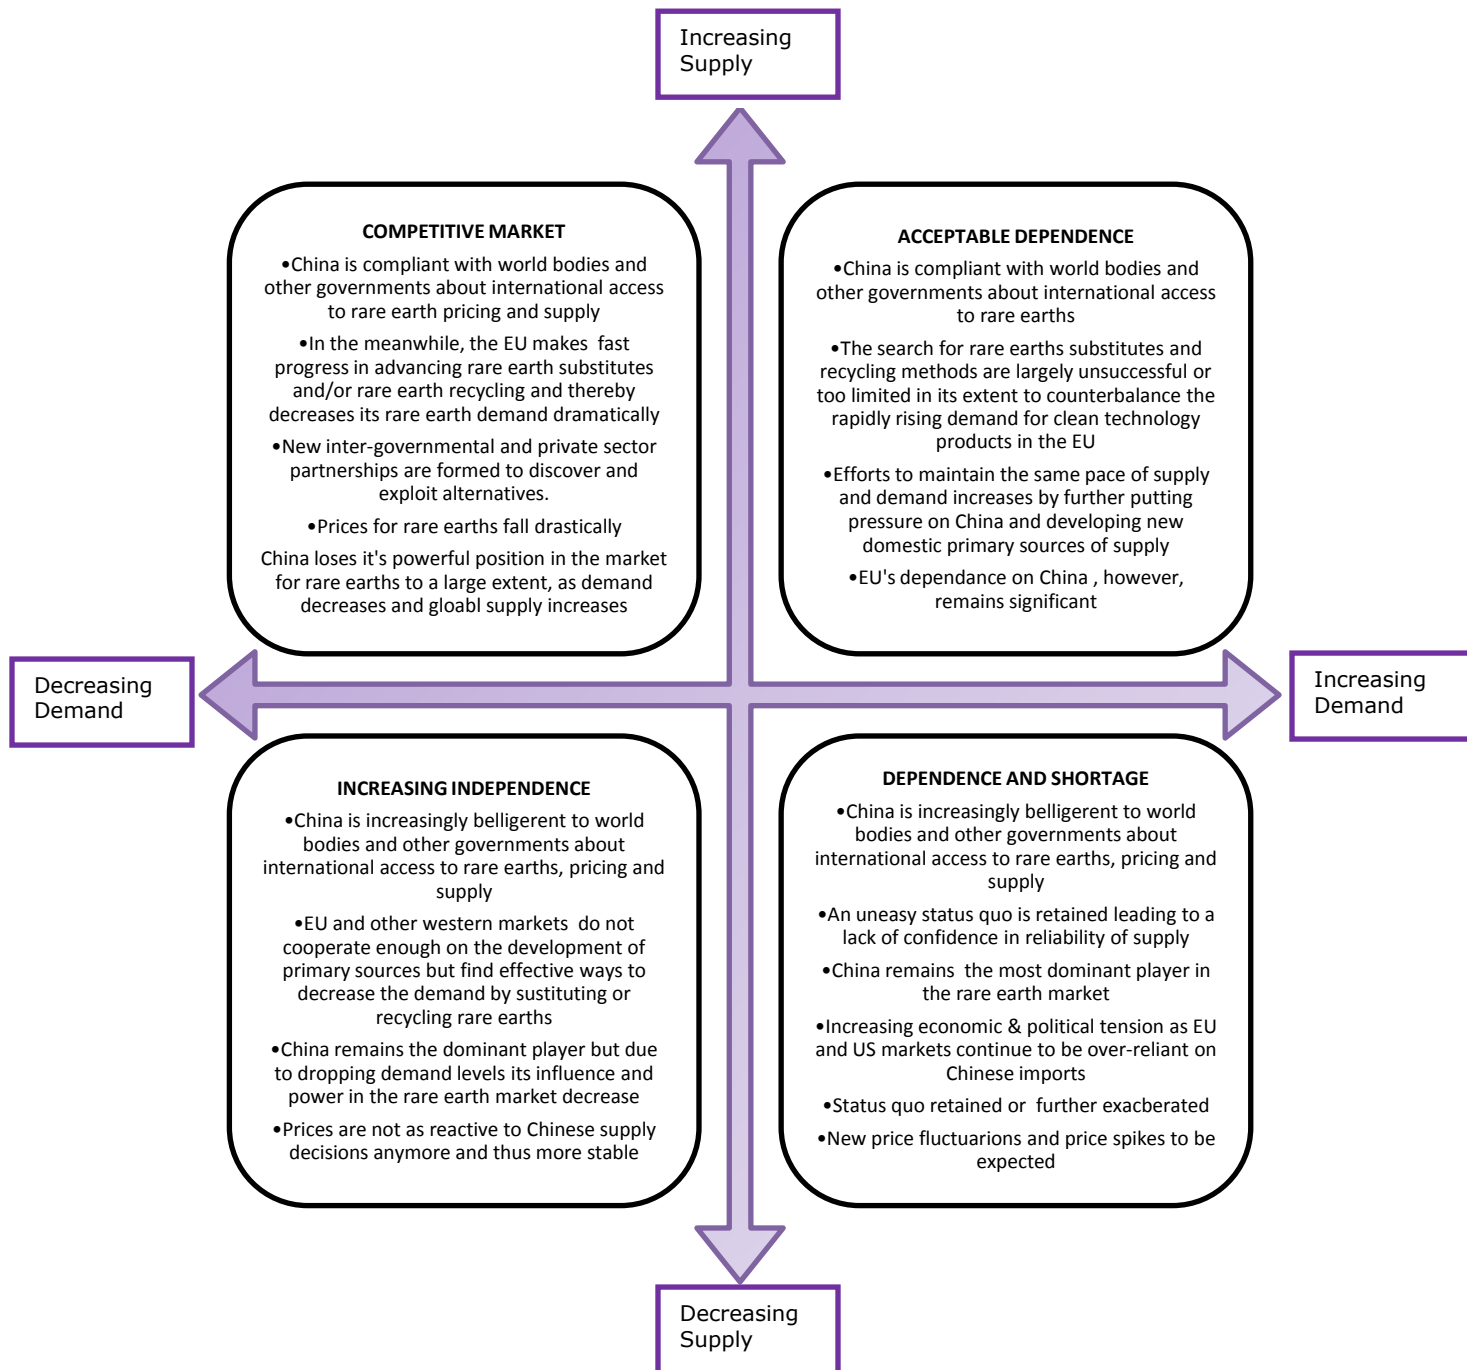 Increasing
Supply
COMPETITIVE MARKET
•China is compliant with world bodies and
other governments about international access
to rare earth pricing and supply
•In the meanwhile, the EU makes  fast
progress in advancing rare earth substitutes
and/or rare earth recycling and thereby
decreases its rare earth demand dramatically
•New inter-governmental and private sector
partnerships are formed to discover and
exploit alternatives.
•Prices for rare earths fall drastically
China loses it's powerful position in the market
for rare earths to a large extent, as demand
decreases and gloabl supply increases
ACCEPTABLE DEPENDENCE
•China is compliant with world bodies and
other governments about international access
to rare earths
•The search for rare earths substitutes and
recycling methods are largely unsuccessful or
too limited in its extent to counterbalance the
rapidly rising demand for clean technology
products in the EU
•Efforts to maintain the same pace of supply
and demand increases by further putting
pressure on China and developing new
domestic primary sources of supply
•EU's dependance on China , however,
remains significant
Decreasing
Demand
Increasing
Demand
INCREASING INDEPENDENCE
•China is increasingly belligerent to world
bodies and other governments about
international access to rare earths, pricing and
supply
•EU and other western markets  do not
cooperate enough on the development of
primary sources but find effective ways to
decrease the demand by sustituting or
recycling rare earths
•China remains the dominant player but due
to dropping demand levels its influence and
power in the rare earth market decrease
•Prices are not as reactive to Chinese supply
decisions anymore and thus more stable
DEPENDENCE AND SHORTAGE
•China is increasingly belligerent to world
bodies and other governments about
international access to rare earths, pricing and
supply
•An uneasy status quo is retained leading to a
lack of confidence in reliability of supply
•China remains  the most dominant player in
the rare earth market
•Increasing economic & political tension as EU
and US markets continue to be over-reliant on
Chinese imports
•Status quo retained or  further exacberated
•New price fluctuarions and price spikes to be
expected
Decreasing
Supply